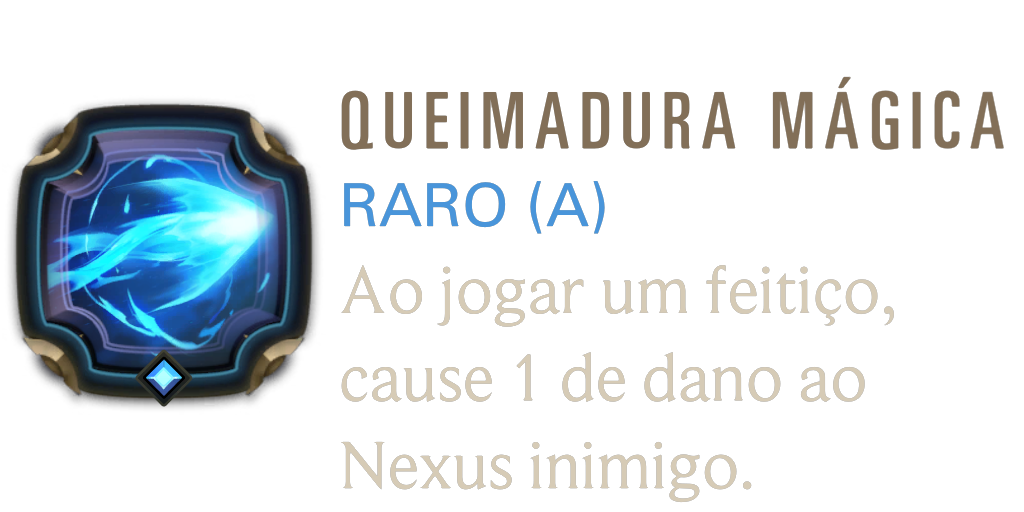 QUEIMADURA MÁGICA
RARO (A)
Ao jogar um feitiço,
cause 1 de dano ao
Nexus inimigo.